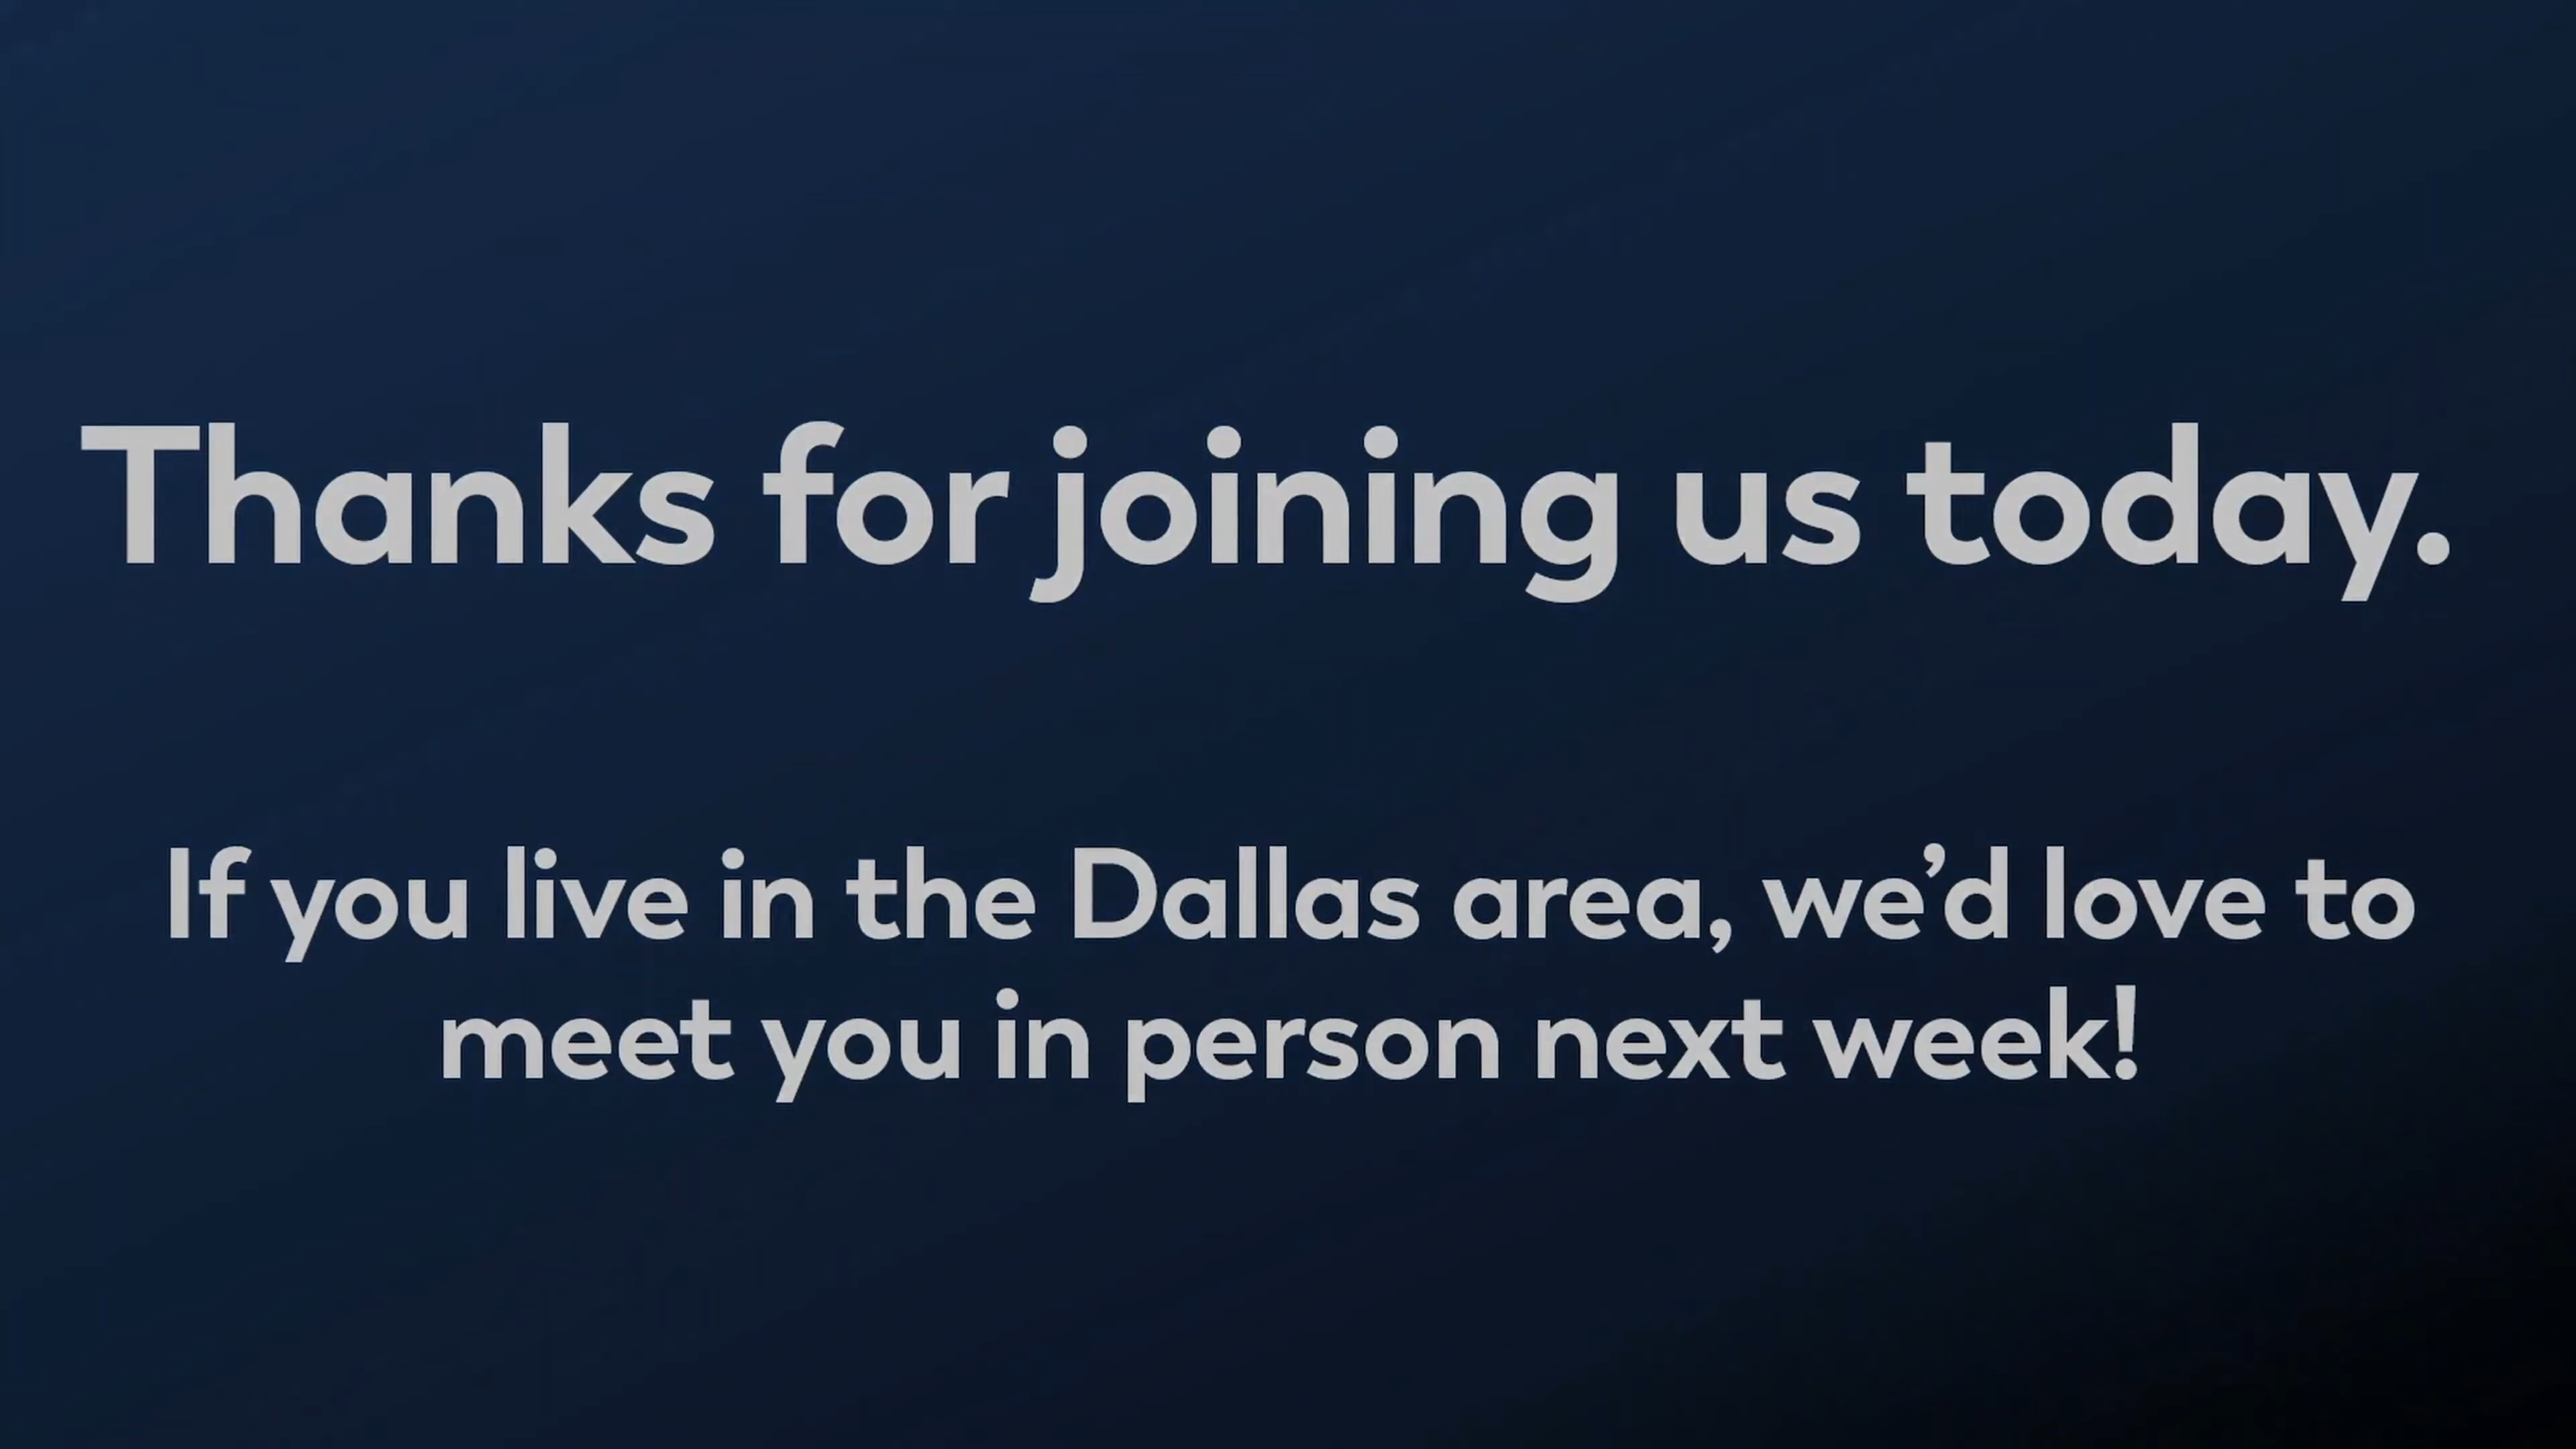 Thanks for joining us today.
If you live in the Dallas area, we’d love to
meet you in person next week!